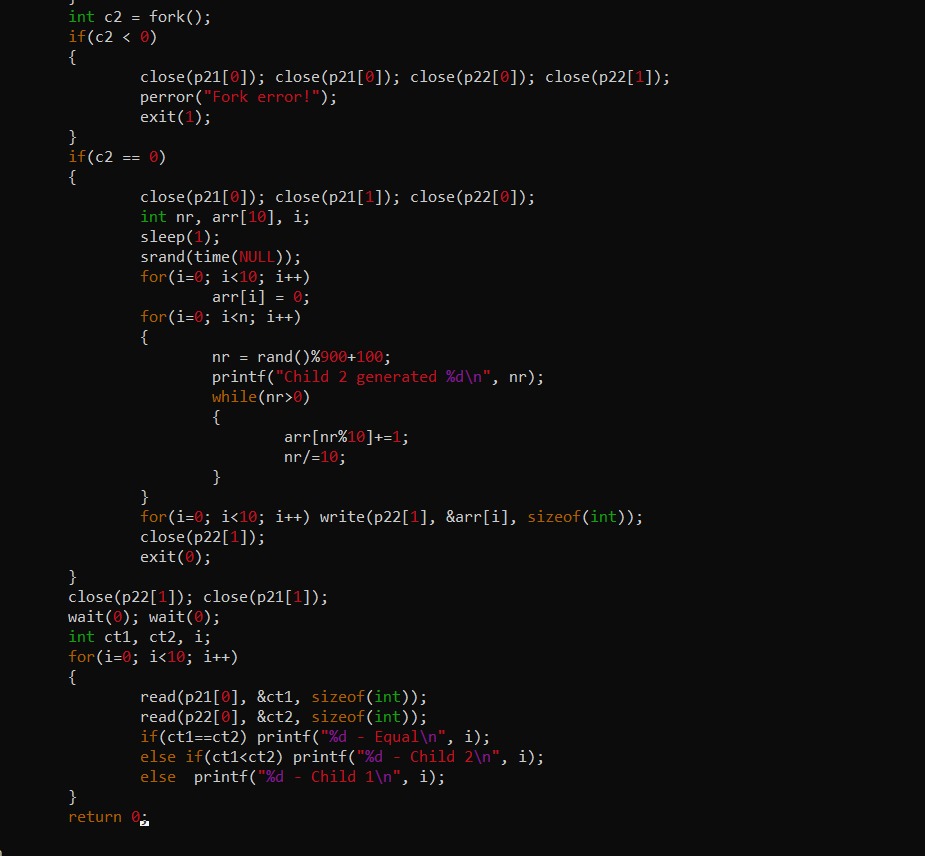 }
int c2 = fork();
if(c2 < 0)
{
close(p21[0]); close(p21[0]); close(p22[0]); close(p22[1]);
perror("Fork error!");
exit(1);
}
if(c2 == 0)
{
close(p21[0]); close(p21[1]); close(p22[0]);
int nr, arr[10], i;
sleep(1);
srand(time(NULL));
for(i=0; i<10; i++)
arr[i] = 0;
for(i=0; i<n; i++)
{
nr = rand()%900+100;
printf("Child 2 generated %d\n", nr);
while(nr>0)
{
arr[nr%10]+=1;
nr/=10;
}
}
for(i=0; i<10; i++) write(p22[1], &arr[i], sizeof(int));
close(p22[1]);
exit(0);
}
close(p22[1]); close(p21[1]);
wait(0); wait(0);
int ct1, ct2, i;
for(i=0; i<10; i++)
{
read(p21[0], &ct1, sizeof(int));
read(p22[0], &ct2, sizeof(int));
if(ct1==ct2) printf("%d - Equal\n", i);
else if(ct1<ct2) printf("%d - Child 2\n", i);
else  printf("%d - Child 1\n", i);
}
return 0;